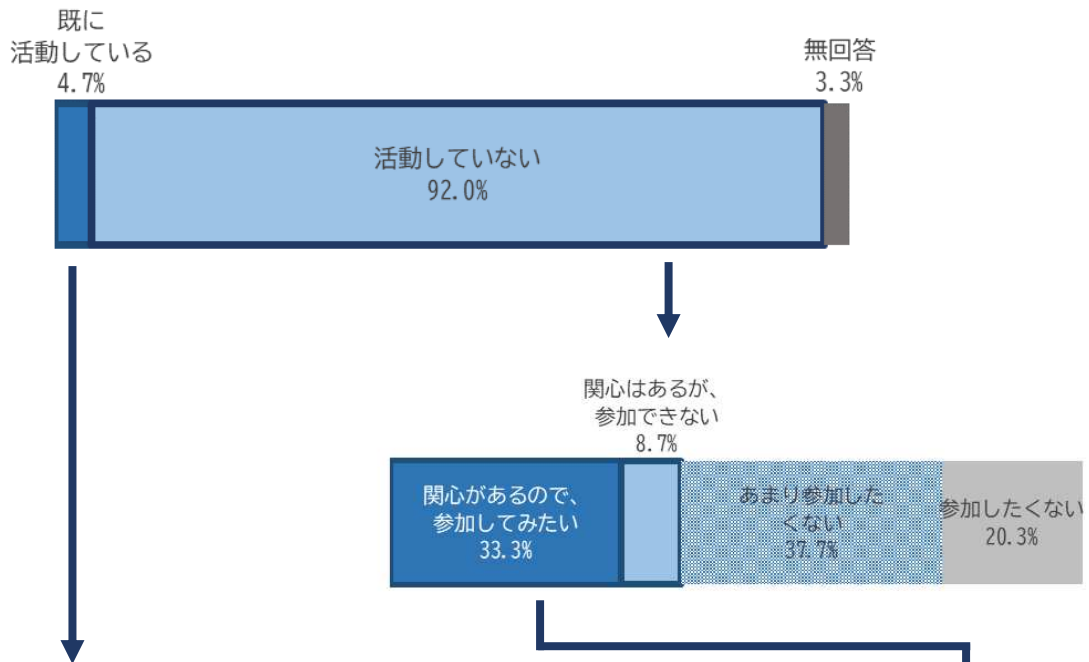 既に
活動している
4.7%
無回答
3.3%
活動していない
92.0%
関心はあるが、
参加できない
8.7%
関心があるので、
参加してみたい
33.3%
あまり参加した
くない
37.7%
参加したくない
20.3%